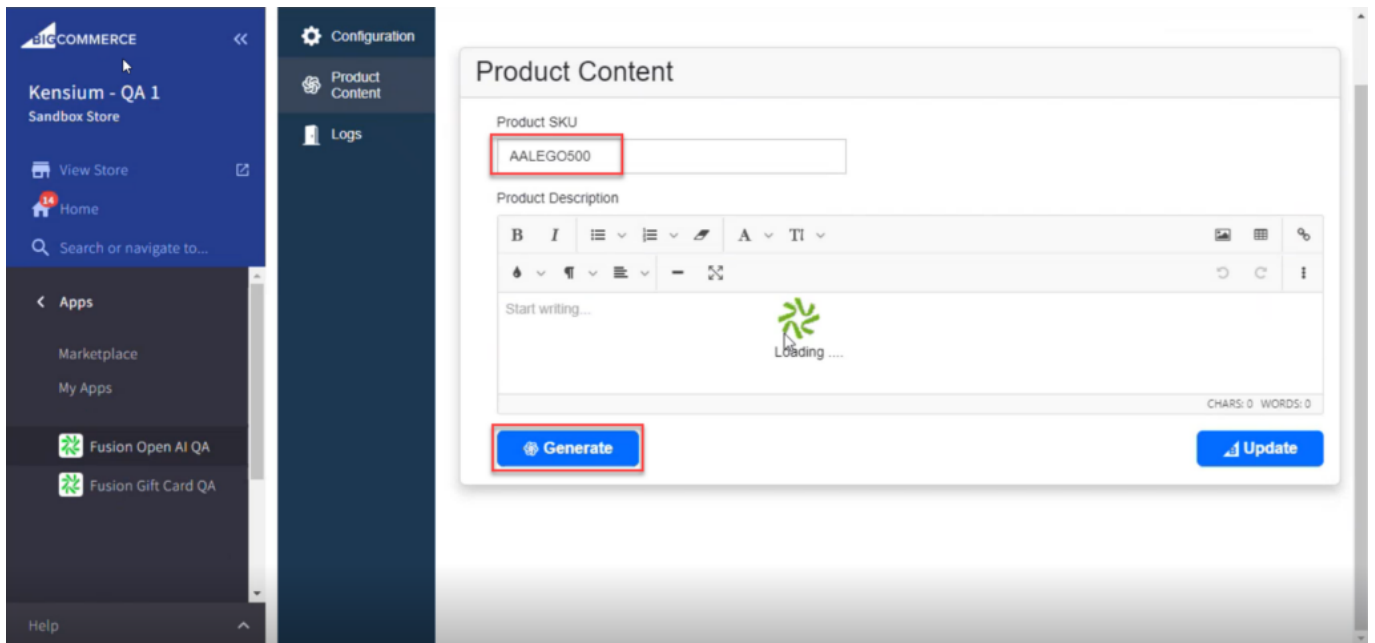 BIGCOMMERCE
Kensium - QA 1
Sandbox Store
View Store
14
Home
Search or navigate to...
Apps
Marketplace
My Apps
Fusion Open AI QA
Fusion Gift Card QA
Help
Configuration
Product
Content
Logs
Product Content
Product SKU
AALEGO500
Product Description
B I A TI
Start writing...
Loading ....
CHARS: 0 WORDS: 0
Generate
Update